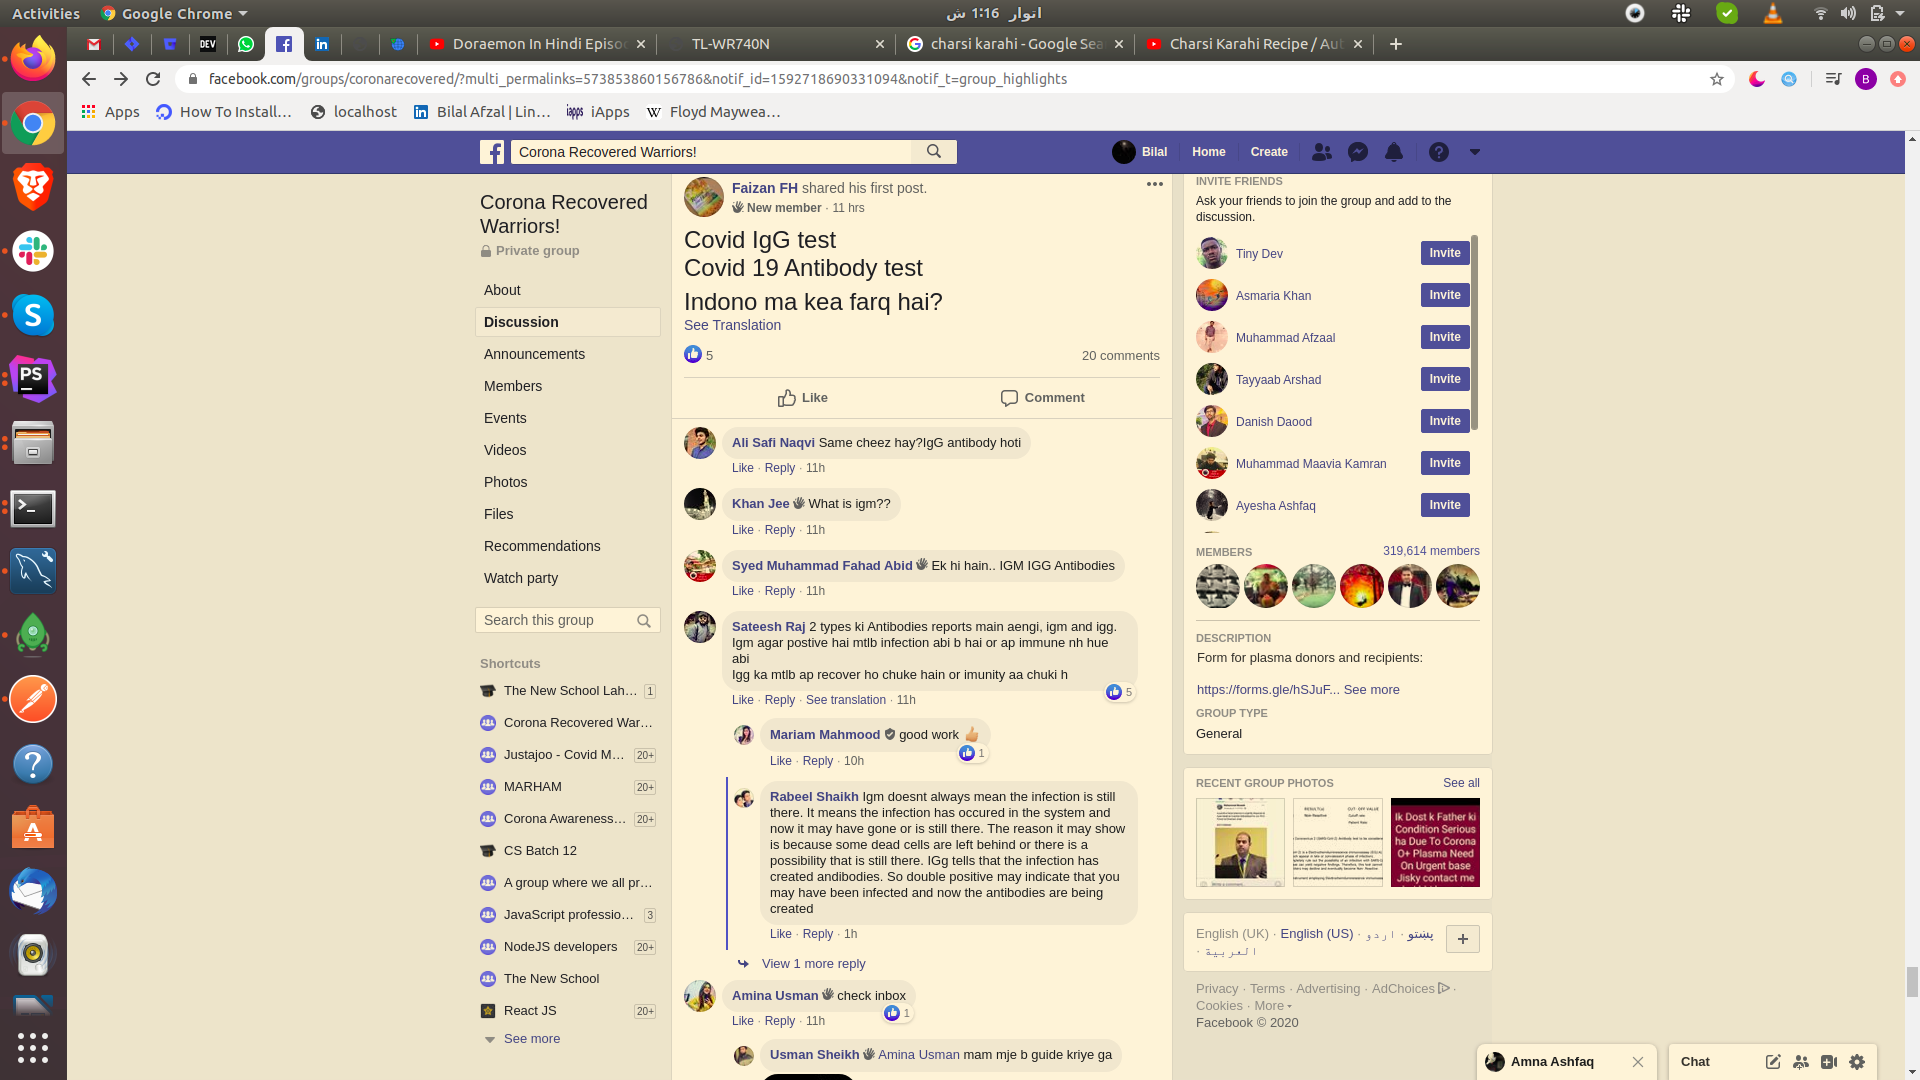 Activities
Google Chrome
اتوار ‎1:16 ش
Doraemon In Hindi Episo
TL-WR740N
charsi karahi - Google Sea
Charsi Karahi Recipe / Aut
facebook.com/groups/coronarecovered/?multi_permalinks=573853860156786&notif_id=1592718690331094&notif_t=group_highlights
B
Apps
How To Install…
localhost
Bilal Afzal | Lin…
iApps
Floyd Maywea…
Corona Recovered Warriors!
Bilal
Home
Create
Corona Recovered
Warriors!
Private group
About
Discussion
Announcements
Members
Events
Videos
Photos
Files
Recommendations
Watch party
Search this group
Shortcuts
The New School Lah… 1
Corona Recovered War…
Justajoo - Covid M… 20+
MARHAM 20+
Corona Awareness… 20+
CS Batch 12
A group where we all pr…
JavaScript professio… 3
NodeJS developers 20+
The New School
React JS 20+
See more
Faizan FH shared his first post.
New member · 11 hrs
Covid IgG test
Covid 19 Antibody test
Indono ma kea farq hai?
See Translation
5
20 comments
Like
Comment
Ali Safi Naqvi Same cheez hay?IgG antibody hoti
Like · Reply · 11h
Khan Jee What is igm??
Like · Reply · 11h
Syed Muhammad Fahad Abid Ek hi hain.. IGM IGG Antibodies
Like · Reply · 11h
Sateesh Raj 2 types ki Antibodies reports main aengi, igm and igg.
Igm agar postive hai mtlb infection abi b hai or ap immune nh hue
abi
Igg ka mtlb ap recover ho chuke hain or imunity aa chuki h
5
Like · Reply · See translation · 11h
Mariam Mahmood good work
1
Like · Reply · 10h
Rabeel Shaikh Igm doesnt always mean the infection is still
there. It means the infection has occured in the system and
now it may have gone or is still there. The reason it may show
is because some dead cells are left behind or there is a
possibility that is still there. IGg tells that the infection has
created andibodies. So double positive may indicate that you
may have been infected and now the antibodies are being
created
Like · Reply · 1h
View 1 more reply
Amina Usman check inbox
1
Like · Reply · 11h
Usman Sheikh Amina Usman mam mje b guide kriye ga
INVITE FRIENDS
Ask your friends to join the group and add to the
discussion.
Tiny Dev Invite
Asmaria Khan Invite
Muhammad Afzaal Invite
Tayyaab Arshad Invite
Danish Daood Invite
Muhammad Maavia Kamran Invite
Ayesha Ashfaq Invite
MEMBERS
319,614 members
DESCRIPTION
Form for plasma donors and recipients:
https://forms.gle/hSJuF... See more
GROUP TYPE
General
RECENT GROUP PHOTOS
See all
Ik Dost k Father ki
Condition Serious
ha Due To Corona
O+ Plasma Need
On Urgent base
Jisky contact me
English (UK) · English (US) · اردو · پښتو
· العربية
Privacy · Terms · Advertising · AdChoices ·
Cookies · More
Facebook © 2020
Amna Ashfaq
Chat